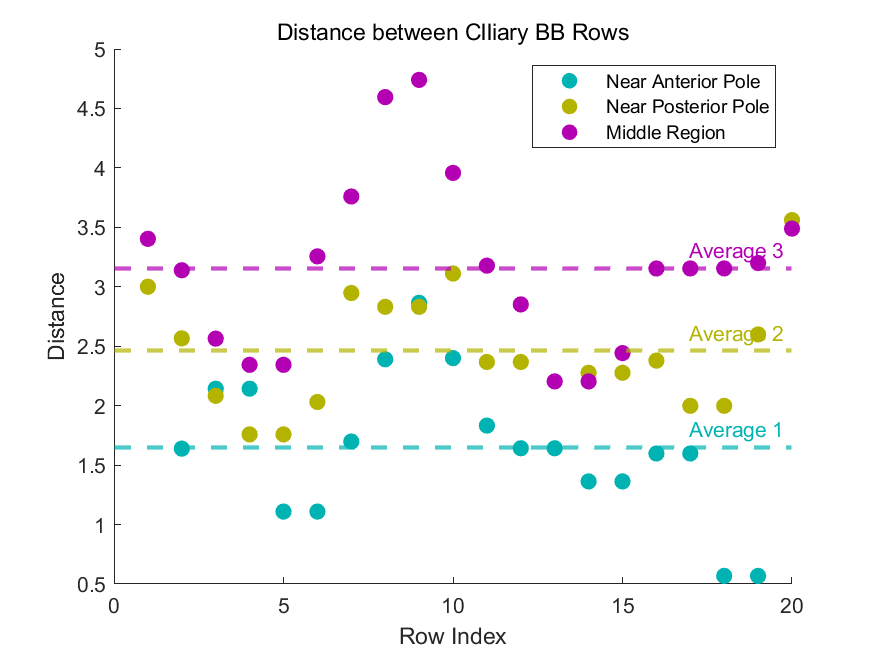 Distance between CIliary BB Rows
Near Anterior Pole
Near Posterior Pole
Middle Region
5
4.5
4
3.5
3
2.5
2
1.5
1
0.5
Distance
Average 3
Average 2
Average 1
0
5
10
15
20
Row Index